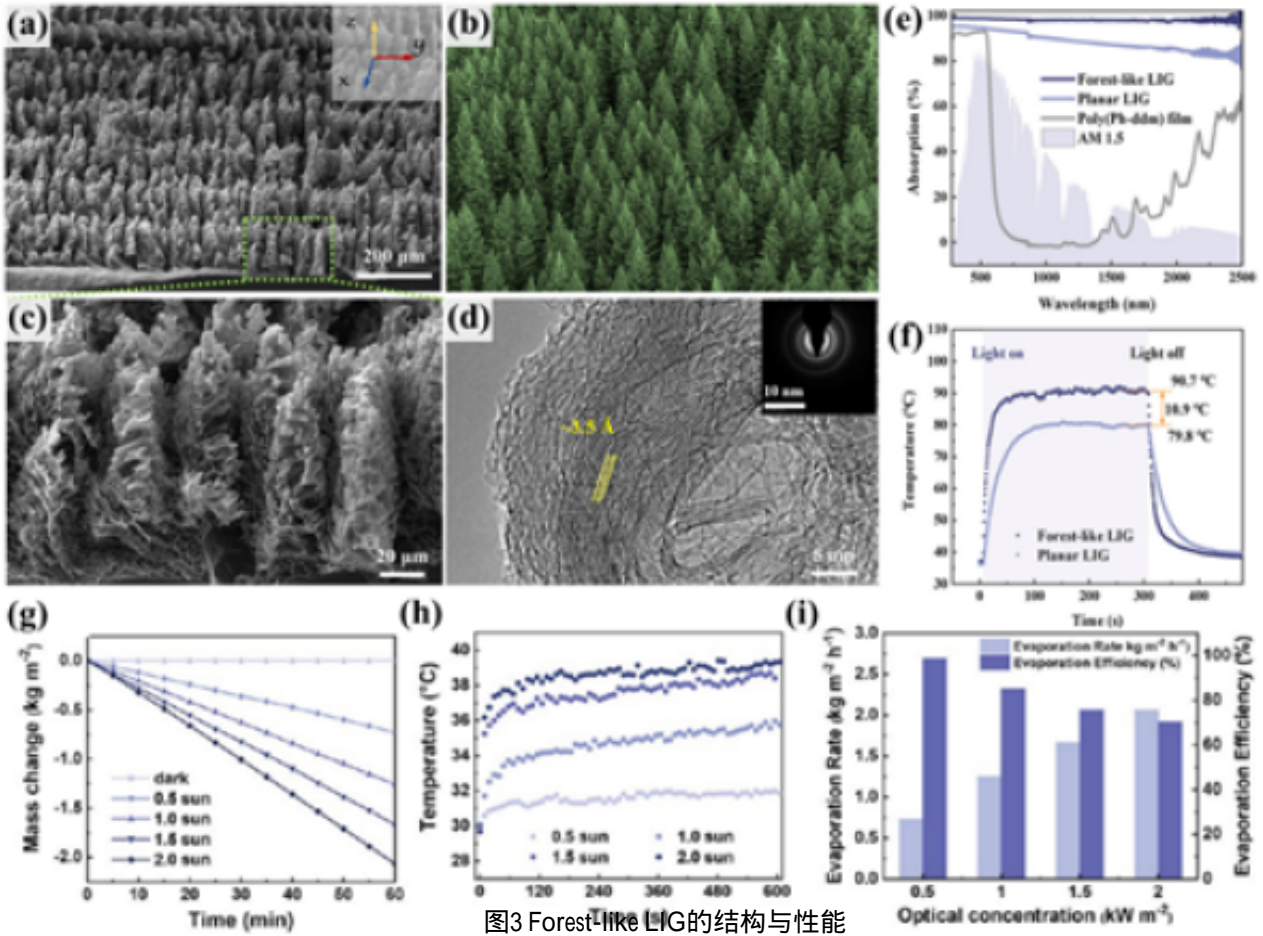 (a)
z
y
x
200 μm
(b)
(c)
20 μm
(d)
~3.5 Å
10 nm
5 nm
(e)
Absorption (%)
100
80
60
40
20
0
Forest-like LIG
Planar LIG
Poly(Ph-ddm) film
AM 1.5
500 1000 1500 2000 2500
Wavelength (nm)
(f)
Temperature (°C)
110
100
90
80
70
60
50
40
30
Light on
Light off
90.7 °C
10.9 °C
79.8 °C
Forest-like LIG
Planar LIG
0 100 200 300 400
Time (s)
(g)
Mass change (kg m⁻²)
0.0
-0.5
-1.0
-1.5
-2.0
dark
0.5 sun
1.0 sun
1.5 sun
2.0 sun
0 10 20 30 40 50 60
Time (min)
(h)
Temperature (°C)
40
38
36
34
32
30
28
0.5 sun 1.0 sun
1.5 sun 2.0 sun
0 120 240 360 480 600
Time (s)
(i)
Evaporation Rate (kg m⁻² h⁻¹)
3.0
2.5
2.0
1.5
1.0
0.5
0.0
Evaporation Rate kg m⁻² h⁻¹)
Evaporation Efficiency (%)
100
80
60
40
20
0
Evaporation Efficiency (%)
0.5 1 1.5 2
Optical concentration (kW m⁻²)
图3 Forest-like LIG的结构与性能